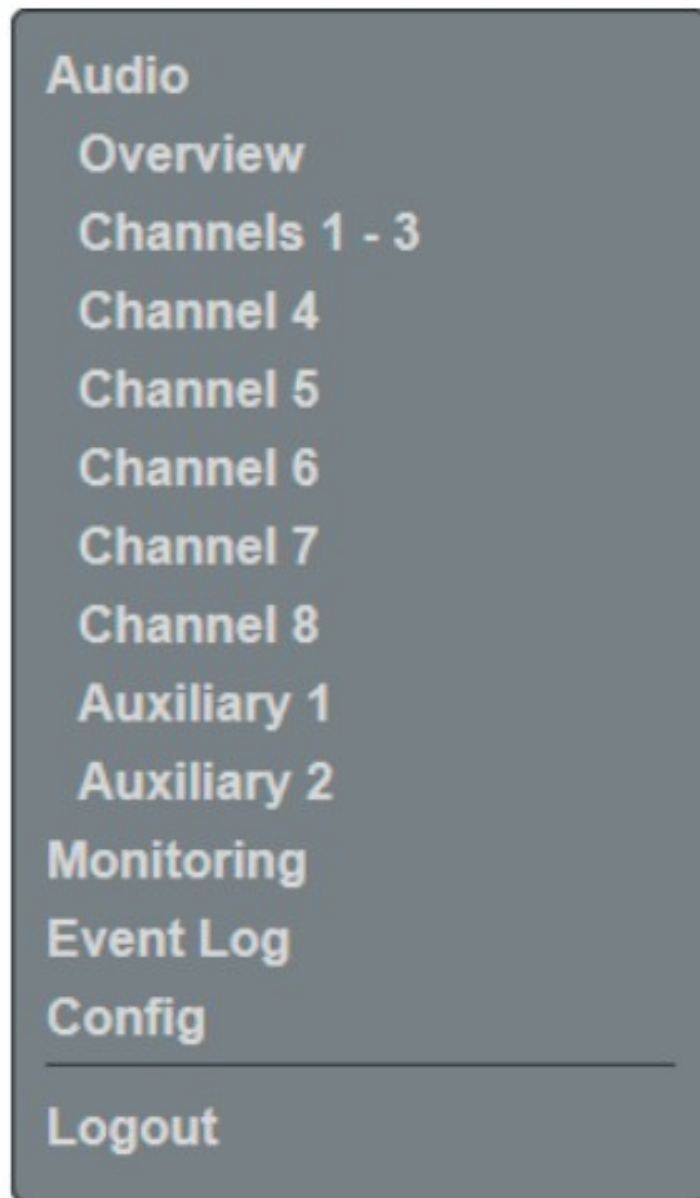 Audio
Overview
Channels 1 - 3
Channel 4
Channel 5
Channel 6
Channel 7
Channel 8
Auxiliary 1
Auxiliary 2
Monitoring
Event Log
Config
Logout